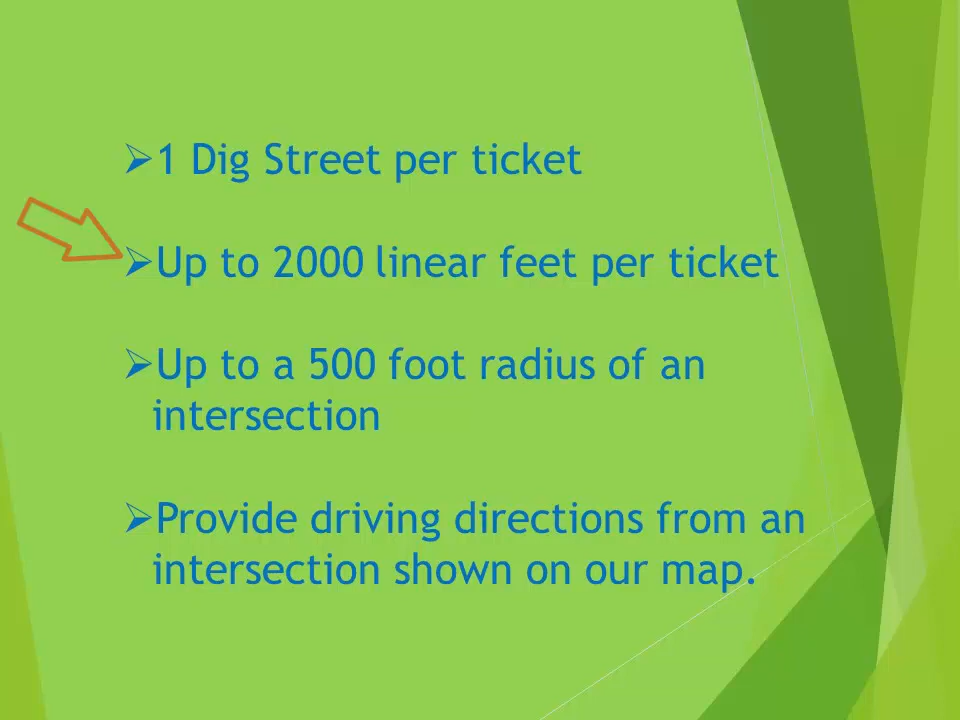 ➢1 Dig Street per ticket
➢Up to 2000 linear feet per ticket
➢Up to a 500 foot radius of an
intersection
➢Provide driving directions from an
intersection shown on our map.